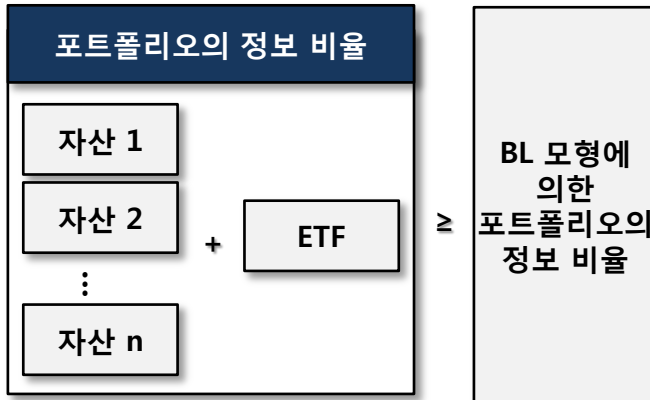 포트폴리오의 정보 비율
자산 1
자산 2
⋮
자산 n
+
ETF
≥
BL 모형에
의한
포트폴리오의
정보 비율